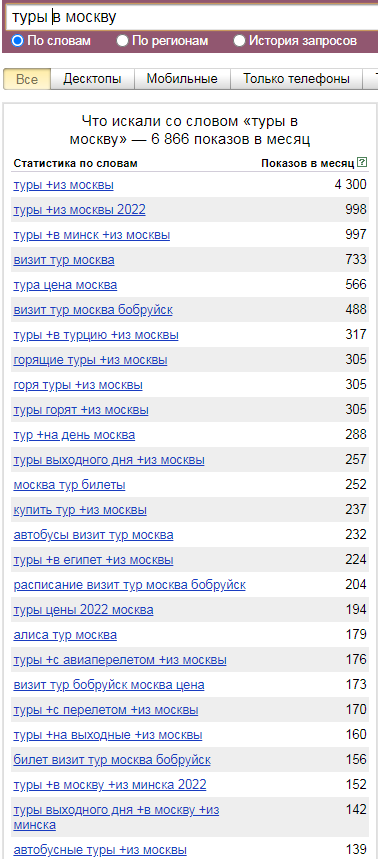 туры в москву
По словам По регионам История запросов
Все Десктопы Мобильные Только телефоны
Что искали со словом «туры в
москву» — 6 866 показов в месяц
Статистика по словам Показов в месяц ?
туры +из москвы 4 300
туры +из москвы 2022 998
туры +в минск +из москвы 997
визит тур москва 733
тура цена москва 566
визит тур москва бобруйск 488
туры +в турцию +из москвы 317
горящие туры +из москвы 305
горя туры +из москвы 305
туры горят +из москвы 305
тур +на день москва 288
туры выходного дня +из москвы 257
москва тур билеты 252
купить тур +из москвы 237
автобусы визит тур москва 232
туры +в египет +из москвы 224
расписание визит тур москва бобруйск 204
туры цены 2022 москва 194
алиса тур москва 179
туры +с авиаперелетом +из москвы 176
визит тур бобруйск москва цена 173
туры +с перелетом +из москвы 170
туры +на выходные +из москвы 160
билет визит тур москва бобруйск 156
туры +в москву +из минска 2022 152
туры выходного дня +в москву +из 142
минска
автобусные туры +из москвы 139